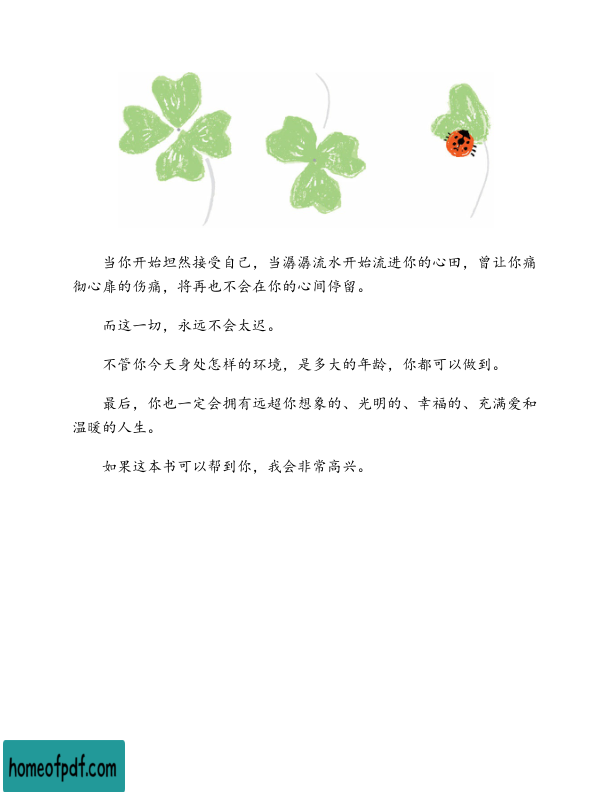 当你开始坦然接受自己，当潺潺流水开始流进你的心田，曾让你痛
彻心扉的伤痛，将再也不会在你的心间停留。
而这一切，永远不会太迟。
不管你今天身处怎样的环境，是多大的年龄，你都可以做到。
最后，你也一定会拥有远超你想象的、光明的、幸福的、充满爱和
温暖的人生。
如果这本书可以帮到你，我会非常高兴。
homeofpdf.com